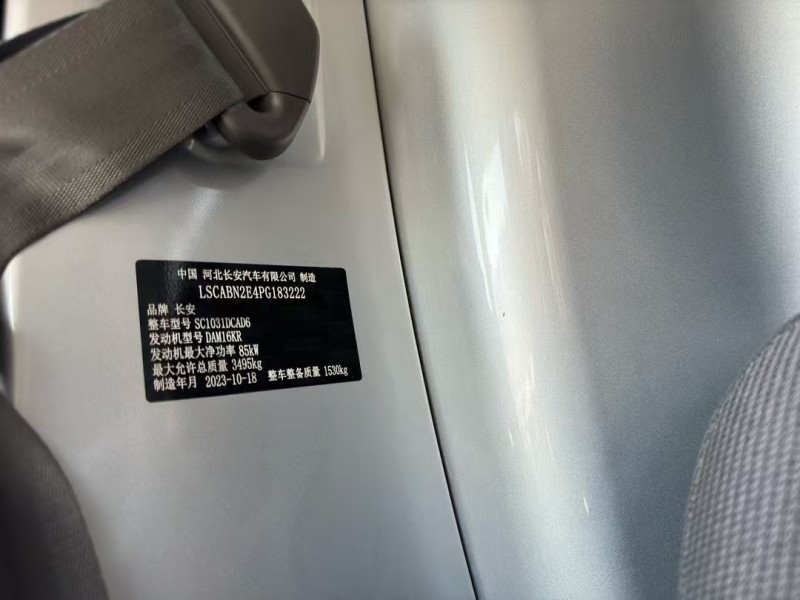 中国 河北长安汽车有限公司 制造
LSCABN2E4PG183222
品牌 长安
整车型号 SC1031DCAD6
发动机型号 DAM16KR
发动机最大净功率 85kW
最大允许总质量 3495kg
制造年月 2023-10-18 整车整备质量 1530kg